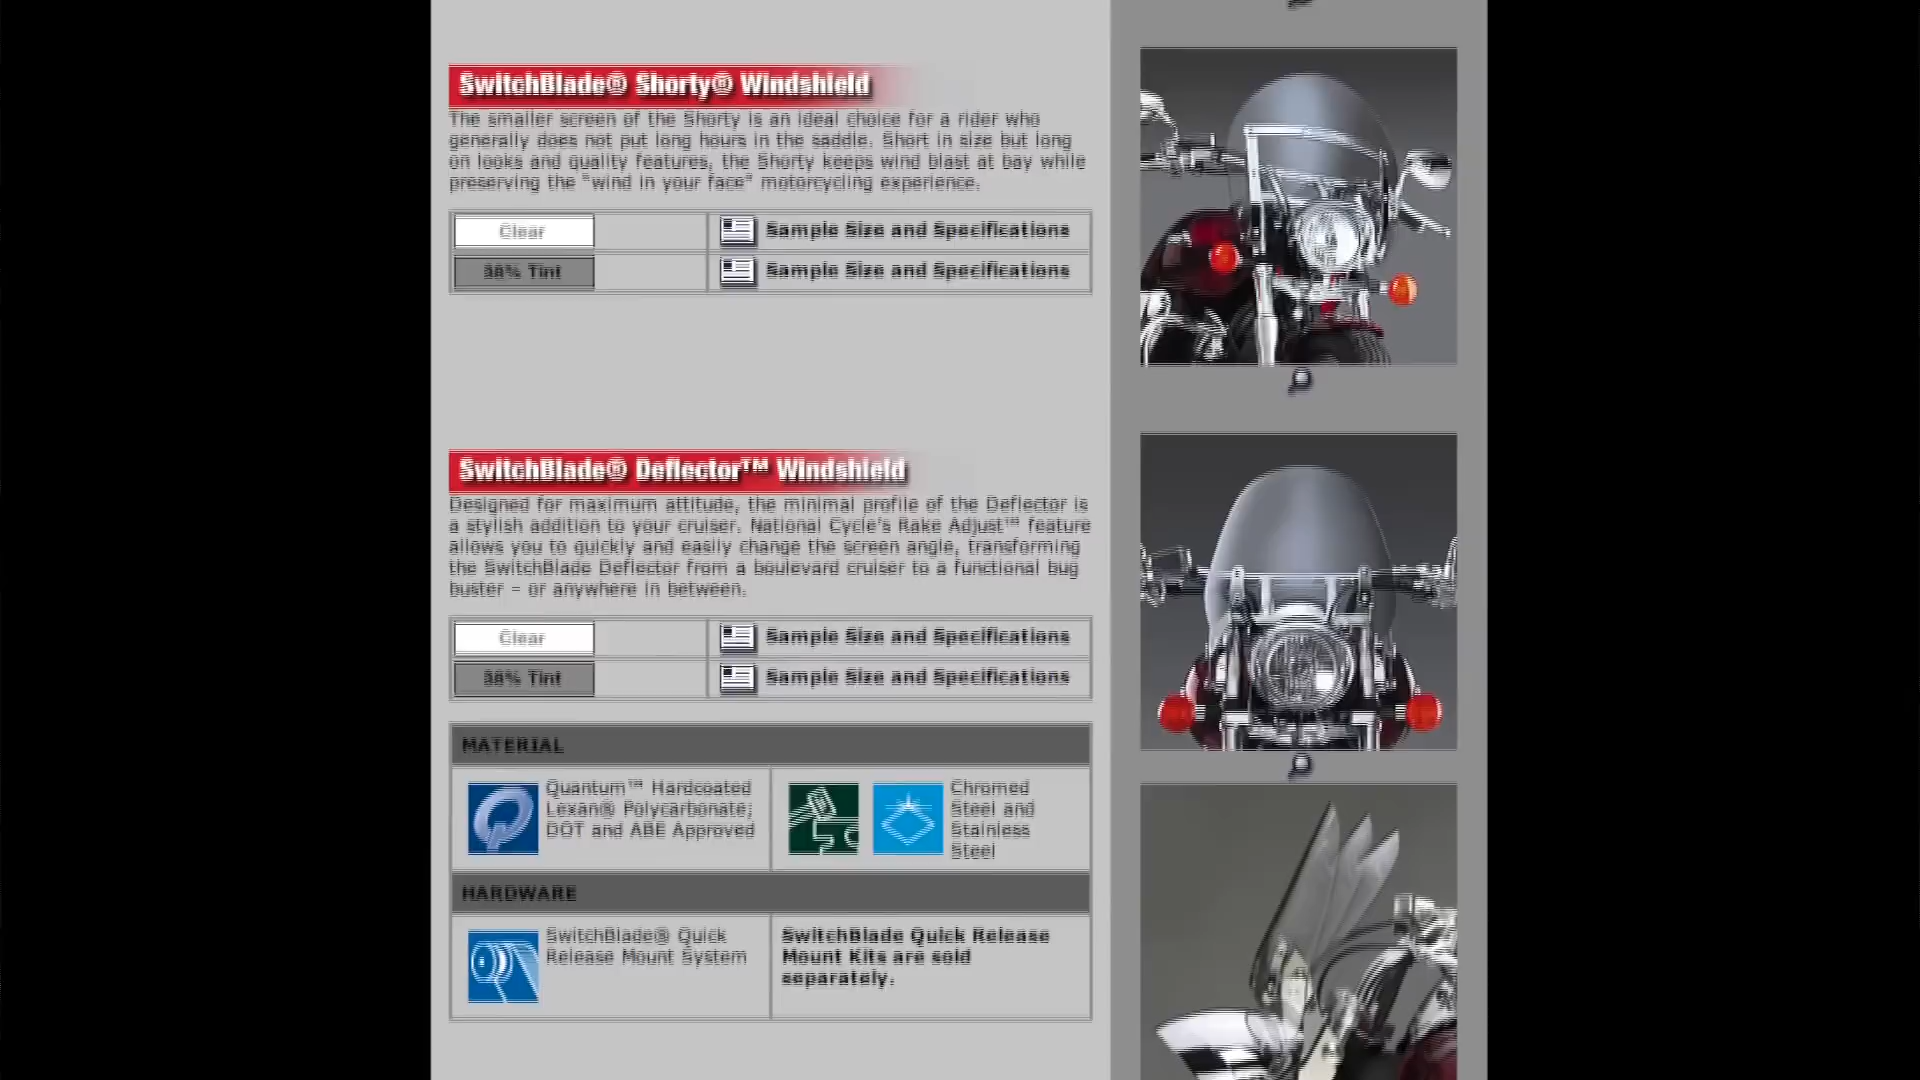 SwitchBlade® Shorty® Windshield
The smaller screen of the Shorty is an ideal choice for a rider who
generally does not put long hours in the saddle. Short in size but long
on looks and quality features, the Shorty keeps wind blast at bay while
preserving the "wind in your face" motorcycling experience.
Clear
Sample Size and Specifications
38% Tint
Sample Size and Specifications
SwitchBlade® Deflector™ Windshield
Designed for maximum attitude, the minimal profile of the Deflector is
a stylish addition to your cruiser. National Cycle's Rake Adjust™ feature
allows you to quickly and easily change the screen angle, transforming
the SwitchBlade Deflector from a boulevard cruiser to a functional bug
buster – or anywhere in between.
Clear
Sample Size and Specifications
38% Tint
Sample Size and Specifications
MATERIAL
Quantum™ Hardcoated
Lexan® Polycarbonate;
DOT and ABE Approved
Chromed
Steel and
Stainless
Steel
HARDWARE
SwitchBlade® Quick
Release Mount System
SwitchBlade Quick Release
Mount Kits are sold
separately.